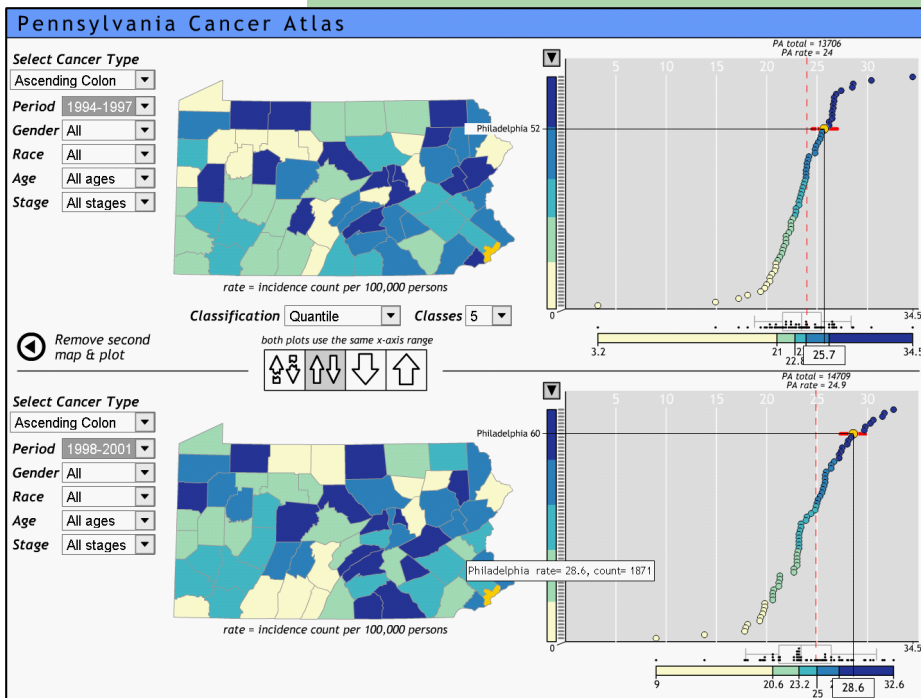 Pennsylvania Cancer Atlas
Select Cancer Type
Ascending Colon
Period 1994-1997
Gender All
Race All
Age All ages
Stage All stages
rate = incidence count per 100,000 persons
Classification Quantile Classes 5
Remove second
map & plot
both plots use the same x-axis range
PA total = 13706
PA rate = 24
5 10 15 20 25 30
Philadelphia 52
0 34.5
3.2 21 22.8 25.7 34.5
Select Cancer Type
Ascending Colon
Period 1998-2001
Gender All
Race All
Age All ages
Stage All stages
rate = incidence count per 100,000 persons
PA total = 14709
PA rate = 24.9
5 10 15 20 25 30
Philadelphia 60
Philadelphia rate= 28.6, count= 1871
0 34.5
9 20.6 23.2 25 28.6 32.6